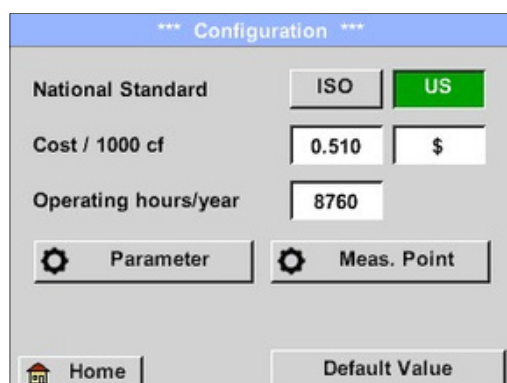 *** Configuration ***
National Standard ISO US
Cost / 1000 cf 0.510 $
Operating hours/year 8760
Parameter Meas. Point
Home Default Value